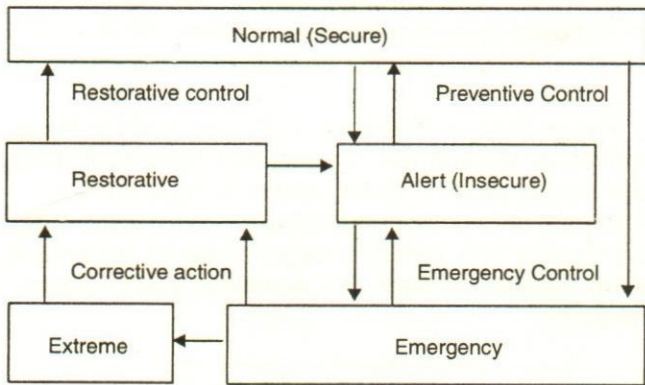 Normal (Secure)
Restorative control
Preventive Control
Restorative
Alert (Insecure)
Corrective action
Emergency Control
Extreme
Emergency